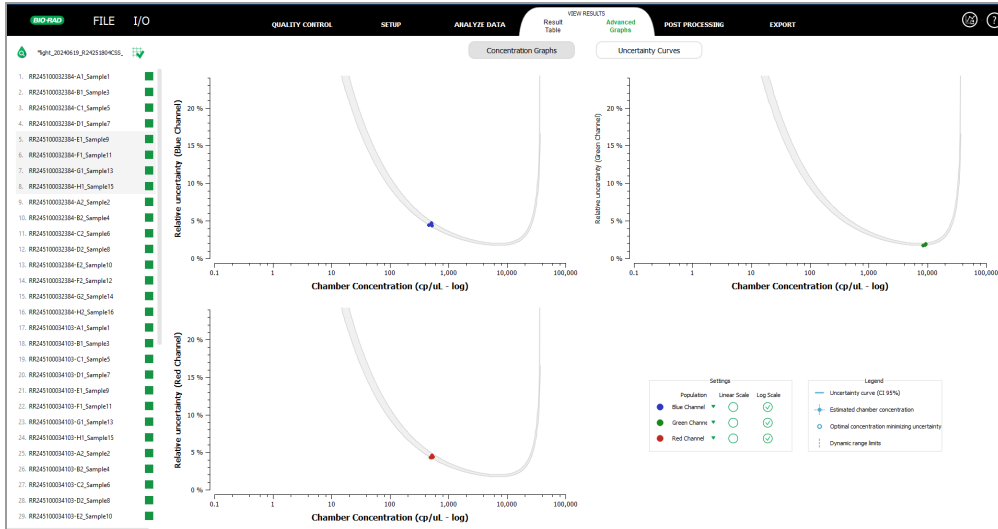 BIO-RAD FILE I/O
QUALITY CONTROL SETUP ANALYZE DATA VIEW RESULTS Result Table Advanced Graphs POST PROCESSING EXPORT ?
*light_20240619_R24251804CSS_
Concentration Graphs Uncertainty Curves
1. RR245100032384-A1_Sample1
2. RR245100032384-B1_Sample3
3. RR245100032384-C1_Sample5
4. RR245100032384-D1_Sample7
5. RR245100032384-E1_Sample9
6. RR245100032384-F1_Sample11
7. RR245100032384-G1_Sample13
8. RR245100032384-H1_Sample15
9. RR245100032384-A2_Sample2
10. RR245100032384-B2_Sample4
11. RR245100032384-C2_Sample6
12. RR245100032384-D2_Sample8
13. RR245100032384-E2_Sample10
14. RR245100032384-F2_Sample12
15. RR245100032384-G2_Sample14
16. RR245100032384-H2_Sample16
17. RR245100034103-A1_Sample1
18. RR245100034103-B1_Sample3
19. RR245100034103-C1_Sample5
20. RR245100034103-D1_Sample7
21. RR245100034103-E1_Sample9
22. RR245100034103-F1_Sample11
23. RR245100034103-G1_Sample13
24. RR245100034103-H1_Sample15
25. RR245100034103-A2_Sample2
26. RR245100034103-B2_Sample4
27. RR245100034103-C2_Sample6
28. RR245100034103-D2_Sample8
29. RR245100034103-E2_Sample10
Relative uncertainty (Blue Channel)
20 %
15 %
10 %
5 %
0 %
0.1 1 10 100 1,000 10,000 100,000
Chamber Concentration (cp/uL - log)
Relative uncertainty (Green Channel)
20 %
15 %
10 %
5 %
0 %
0.1 1 10 100 1,000 10,000 100,000
Chamber Concentration (cp/uL - log)
Relative uncertainty (Red Channel)
20 %
15 %
10 %
5 %
0 %
0.1 1 10 100 1,000 10,000 100,000
Chamber Concentration (cp/uL - log)
Settings
Population Linear Scale Log Scale
Blue Channel
Green Channe
Red Channel
Legend
Uncertainty curve (CI 95%)
Estimated chamber concentration
Optimal concentration minimizing uncertainty
Dynamic range limits